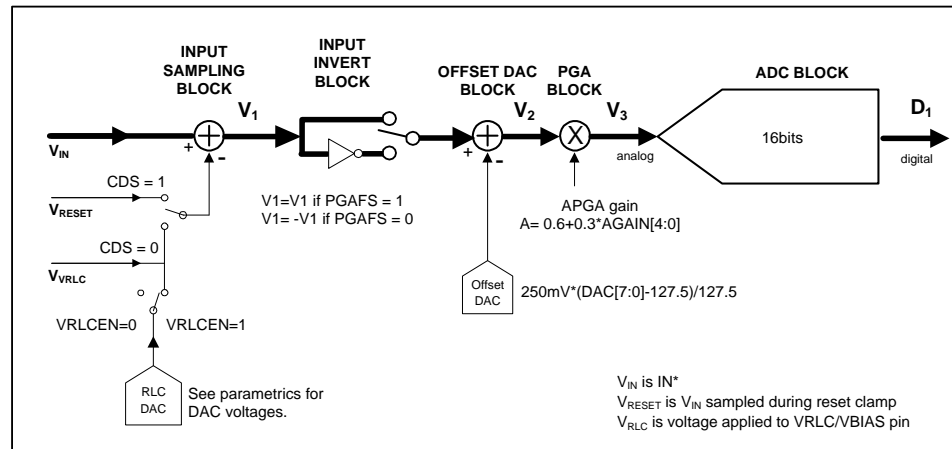 INPUT
SAMPLING
BLOCK
INPUT
INVERT
BLOCK
OFFSET DAC
BLOCK
PGA
BLOCK
ADC BLOCK
V1
V2
V3
D1
VIN
+
-
+
-
X
analog
16bits
digital
CDS = 1
VRESET
V1=V1 if PGAFS = 1
V1= -V1 if PGAFS = 0
APGA gain
A= 0.6+0.3*AGAIN[4:0]
CDS = 0
VVRLC
Offset
DAC
250mV*(DAC[7:0]-127.5)/127.5
VRLCEN=0
VRLCEN=1
RLC
DAC
See parametrics for
DAC voltages.
VIN is IN*
VRESET is VIN sampled during reset clamp
VRLC is voltage applied to VRLC/VBIAS pin